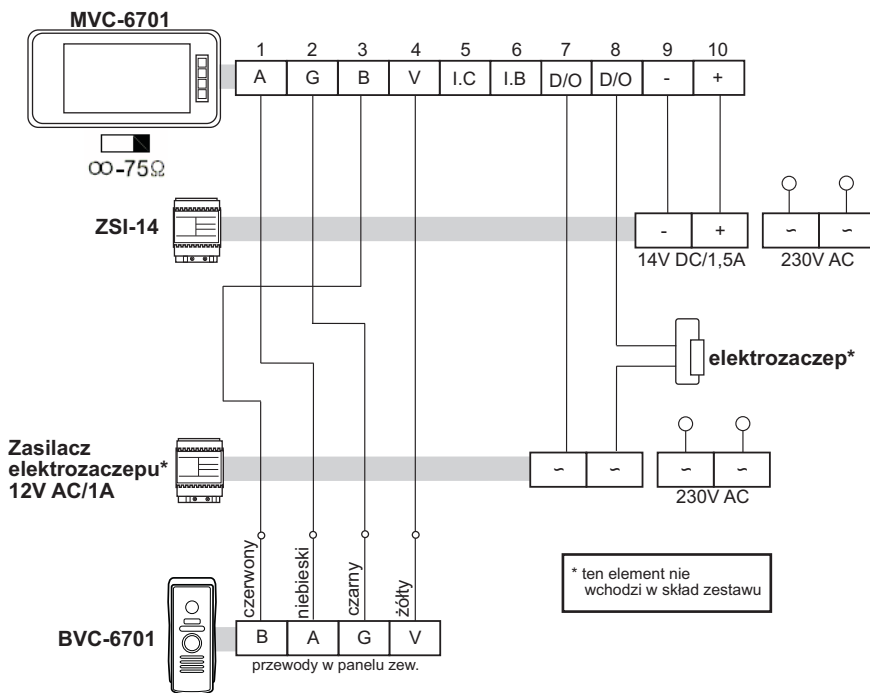 MVC-6701
1 2 3 4 5 6 7 8 9 10
A G B V I.C I.B D/O D/O - +
∞-75Ω
ZSI-14
- + ~ ~
14V DC/1,5A 230V AC
elektrozaczep*
Zasilacz
elektrozaczepu*
12V AC/1A
~ ~ ~ ~
230V AC
czerwony
niebieski
czarny
żółty
* ten element nie
wchodzi w skład zestawu
BVC-6701
B A G V
przewody w panelu zew.